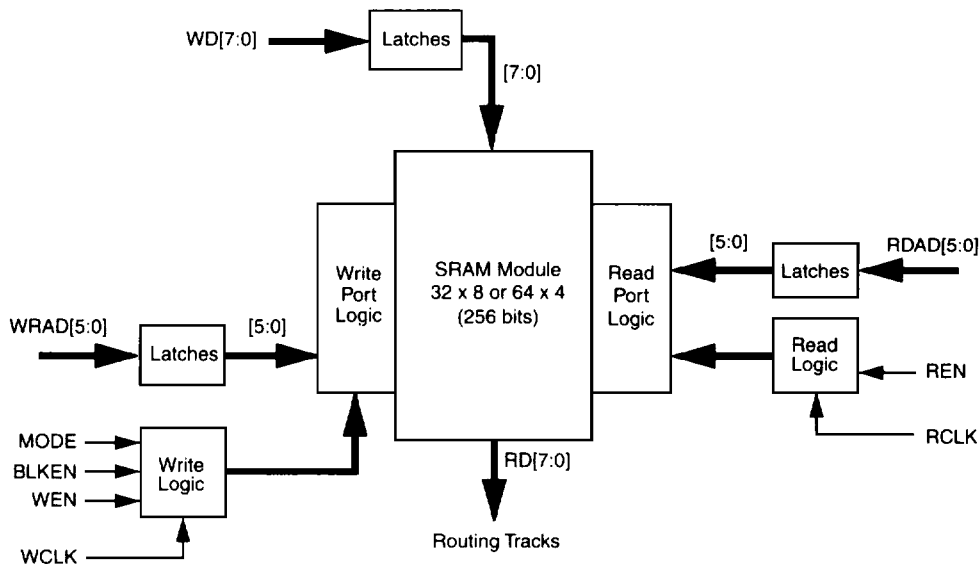 WD[7:0]
Latches
[7:0]
SRAM Module
32 x 8 or 64 x 4
(256 bits)
Write
Port
Logic
Read
Port
Logic
[5:0]
RDAD[5:0]
Latches
WRAD[5:0]
[5:0]
Latches
Read
Logic
REN
RCLK
MODE
BLKEN
WEN
Write
Logic
WCLK
RD[7:0]
Routing Tracks